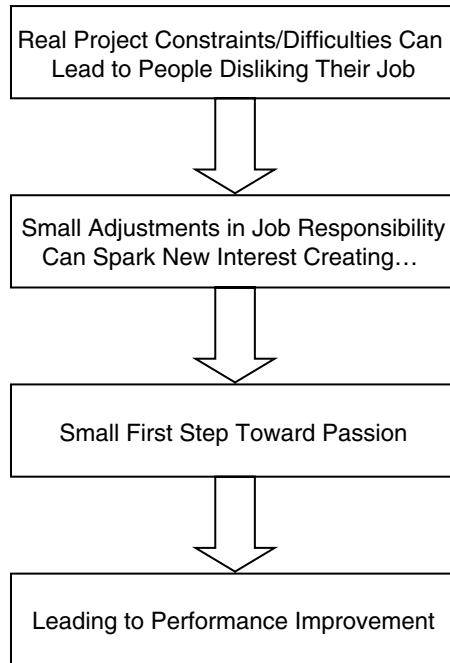 Real Project Constraints/Difficulties Can
Lead to People Disliking Their Job
Small Adjustments in Job Responsibility
Can Spark New Interest Creating…
Small First Step Toward Passion
Leading to Performance Improvement